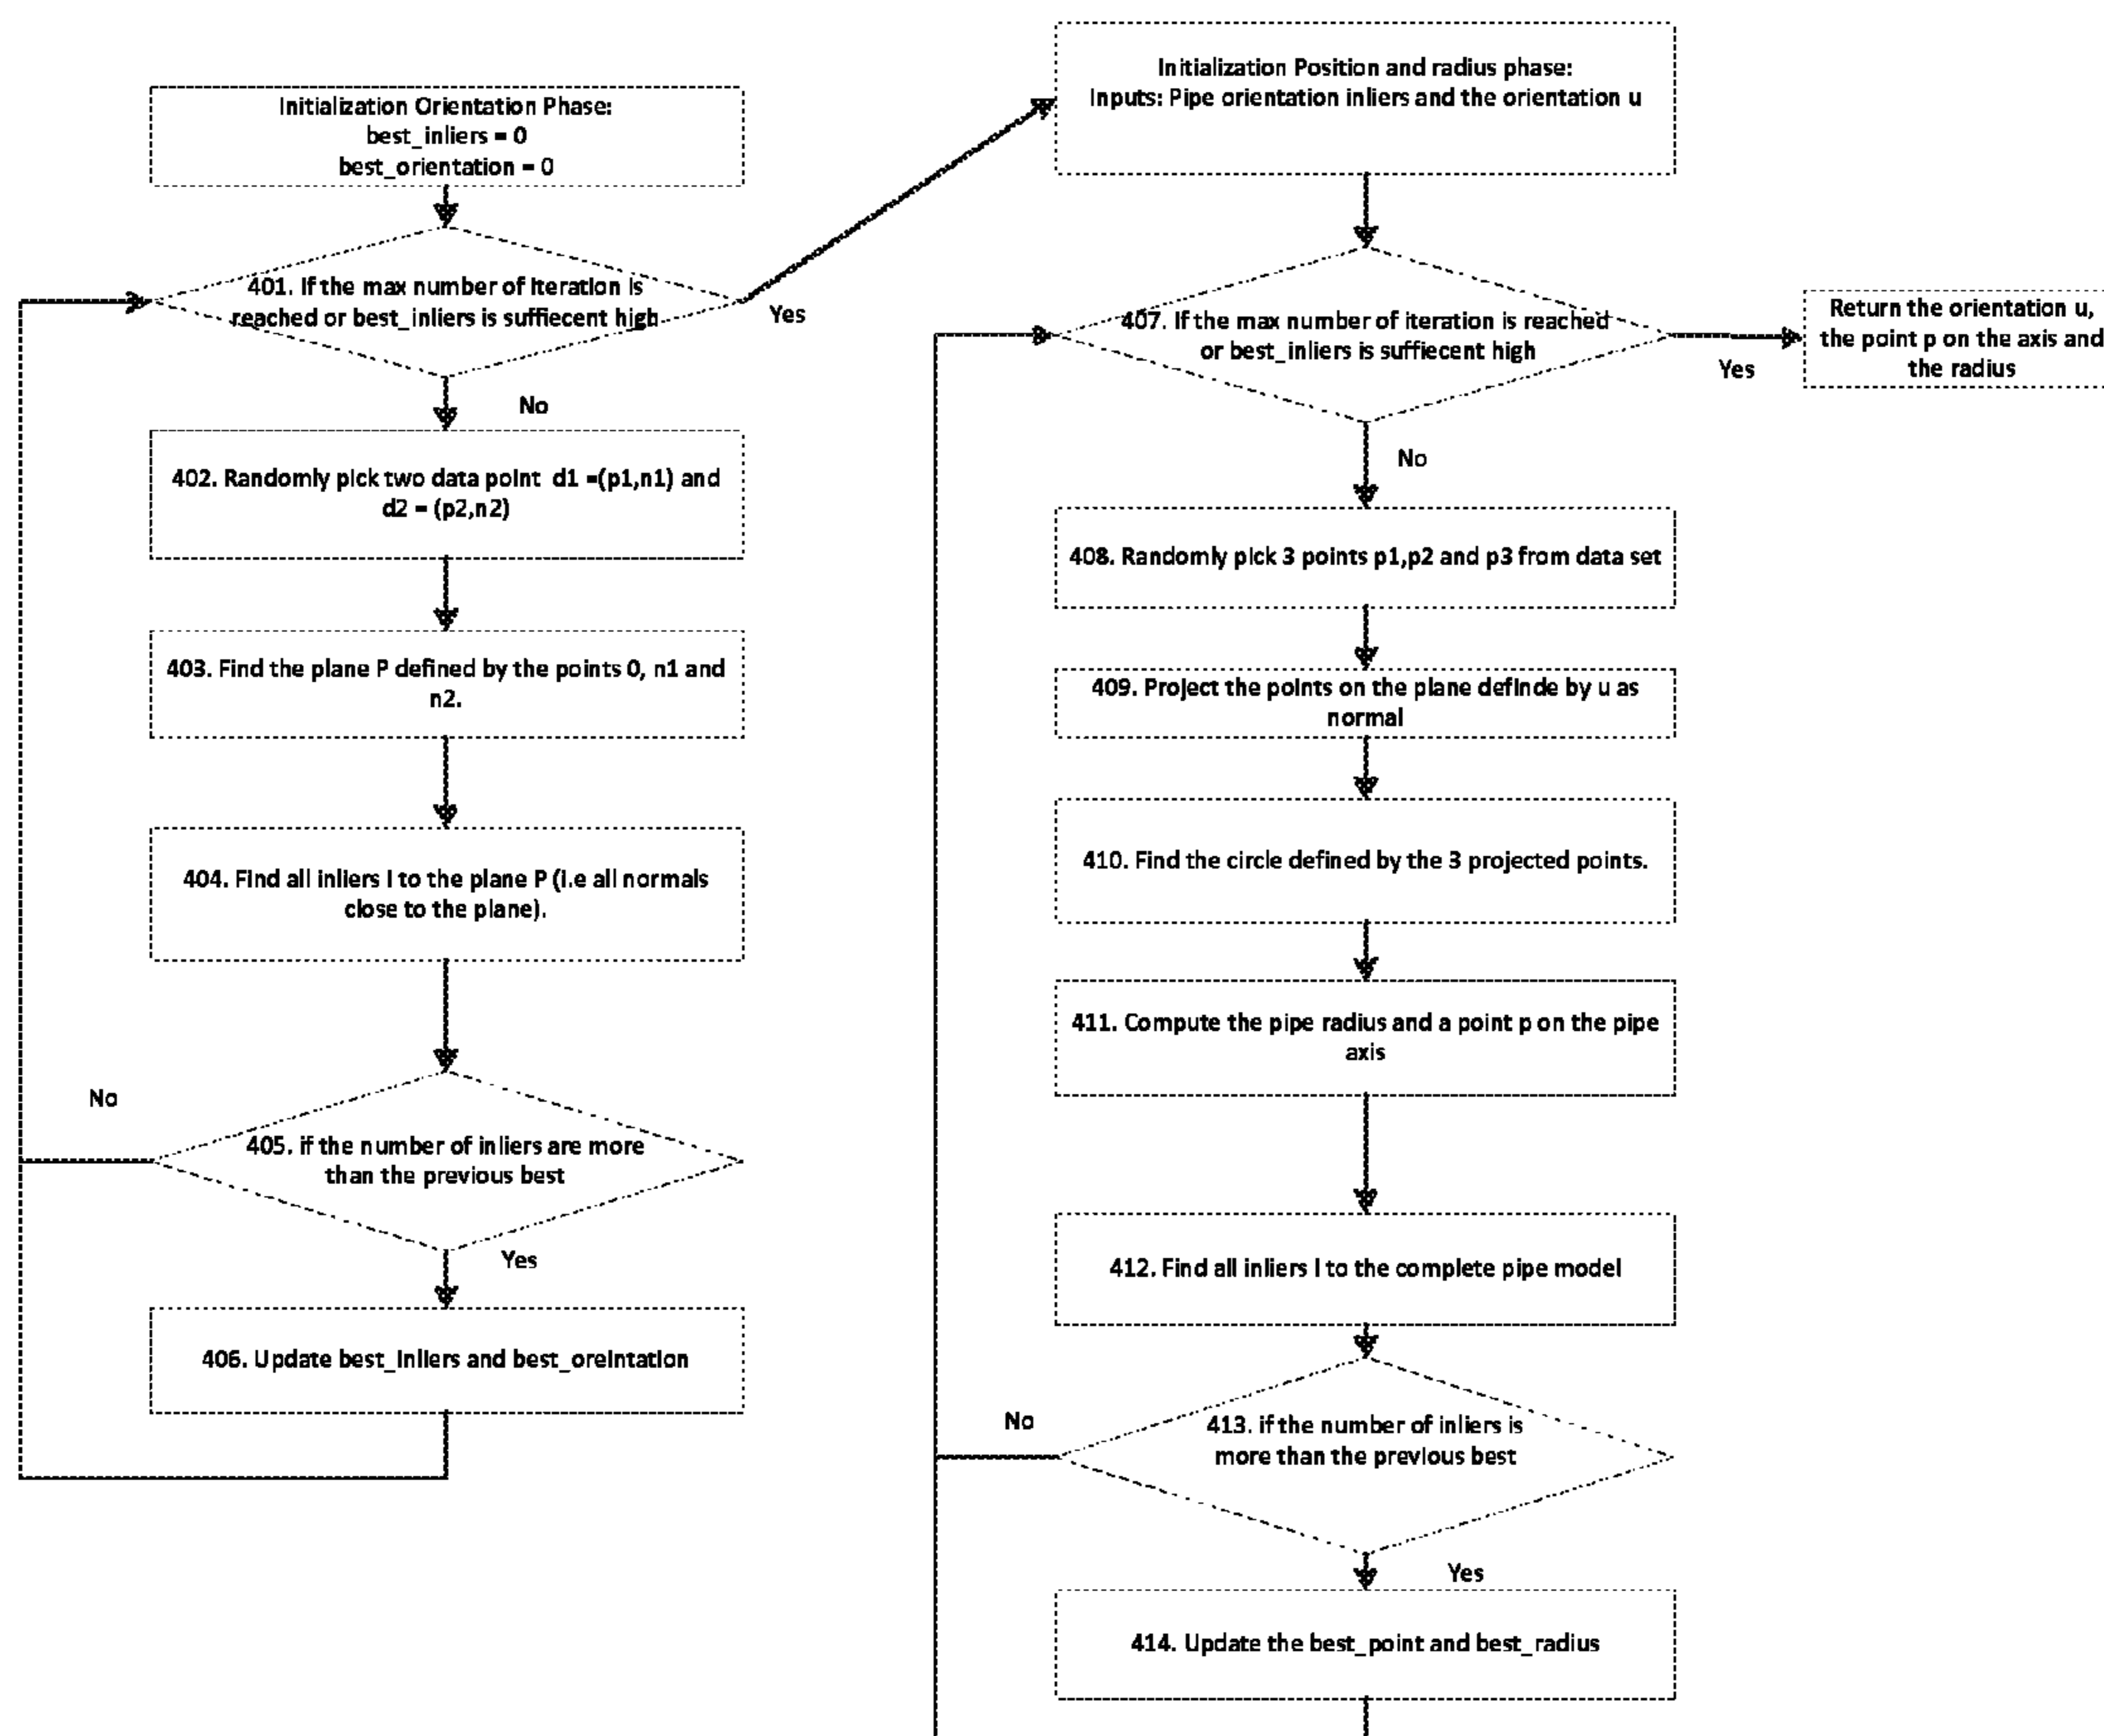 Initialization Orientation Phase:
best_inliers = 0
best_orientation = 0
401. If the max number of iteration is
reached or best_inliers is suffiecent high
Yes
No
402. Randomly pick two data point d1 =(p1,n1) and
d2 = (p2,n2)
403. Find the plane P defined by the points 0, n1 and
n2.
404. Find all inliers I to the plane P (i.e all normals
close to the plane).
No
405. if the number of inliers are more
than the previous best
Yes
406. Update best_inliers and best_oreintation
Initialization Position and radius phase:
Inputs: Pipe orientation inliers and the orientation u
407. If the max number of iteration is reached
or best_inliers is suffiecent high
Yes
Return the orientation u,
the point p on the axis and
the radius
No
408. Randomly pick 3 points p1,p2 and p3 from data set
409. Project the points on the plane definde by u as
normal
410. Find the circle defined by the 3 projected points.
411. Compute the pipe radius and a point p on the pipe
axis
412. Find all inliers I to the complete pipe model
No
413. if the number of inliers is
more than the previous best
Yes
414. Update the best_point and best_radius